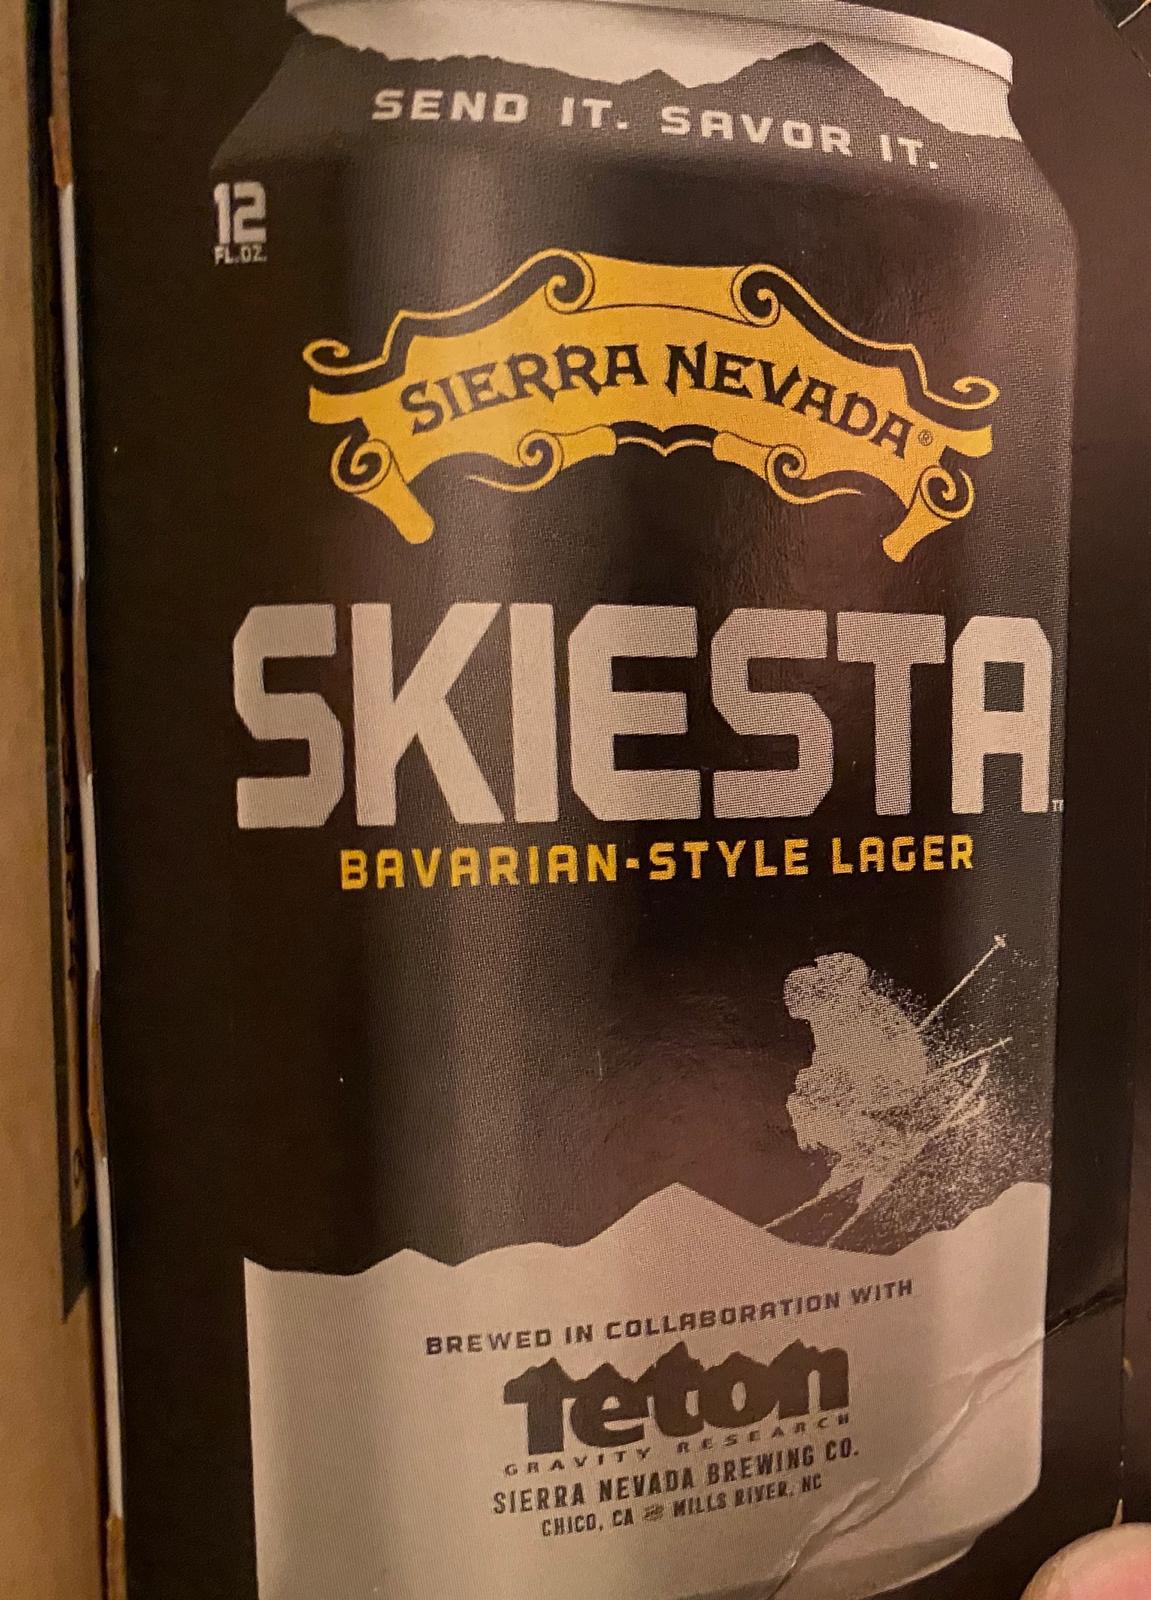 SEND IT. SAVOR IT.
12
FL.OZ.
SIERRA NEVADA®
SKIESTA™
BAVARIAN-STYLE LAGER
BREWED IN COLLABORATION WITH
teton
GRAVITY RESEARCH
SIERRA NEVADA BREWING CO.
CHICO, CA MILLS RIVER, NC